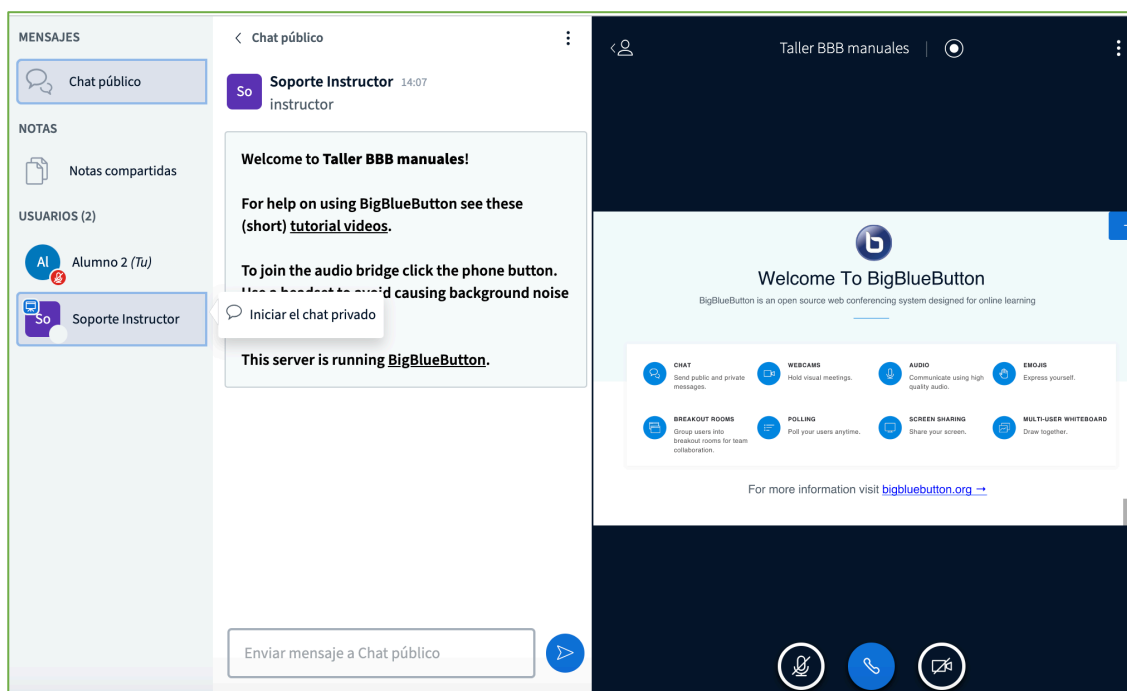 MENSAJES
Chat público
NOTAS
Notas compartidas
USUARIOS (2)
Al
Alumno 2 (Tu)
So
Soporte Instructor
Chat público
So
Soporte Instructor 14:07
instructor
Welcome to Taller BBB manuales!
For help on using BigBlueButton see these
(short) tutorial videos.
To join the audio bridge click the phone button.
Use a headset to avoid causing background noise
Iniciar el chat privado
This server is running BigBlueButton.
Enviar mensaje a Chat público
Taller BBB manuales
Welcome To BigBlueButton
BigBlueButton is an open source web conferencing system designed for online learning
CHAT
Send public and private
messages.
WEBCAMS
Hold visual meetings.
AUDIO
Communicate using high
quality audio.
EMOJIS
Express yourself.
BREAKOUT ROOMS
Group users into
breakout rooms for team
collaboration.
POLLING
Poll your users anytime.
SCREEN SHARING
Share your screen.
MULTI-USER WHITEBOARD
Draw together.
For more information visit bigbluebutton.org →